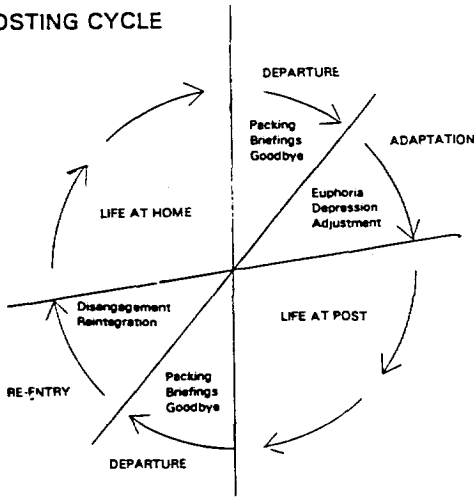 OSTING CYCLE
DEPARTURE
Packing
Briefings
Goodbye
ADAPTATION
Euphoria
Depression
Adjustment
LIFE AT HOME
LIFE AT POST
Disengagement
Reintegration
RE-ENTRY
Packing
Briefings
Goodbye
DEPARTURE